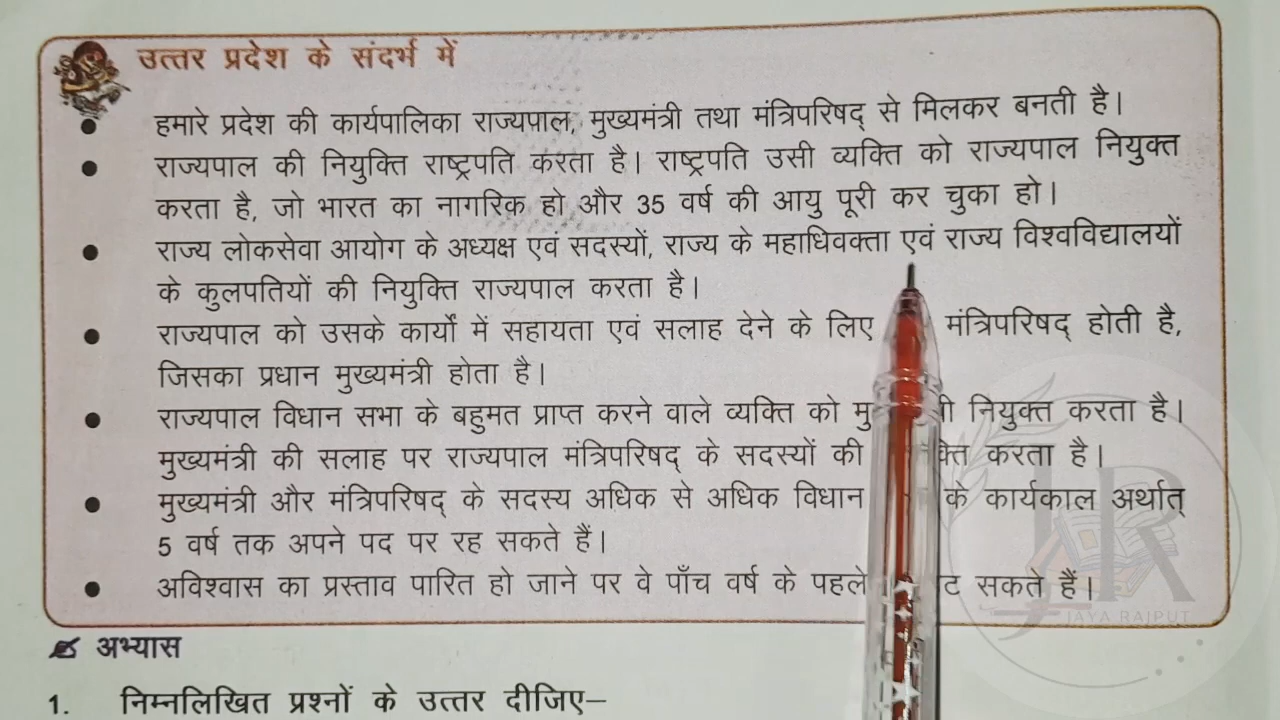 उत्तर प्रदेश के संदर्भ में
● हमारे प्रदेश की कार्यपालिका राज्यपाल, मुख्यमंत्री तथा मंत्रिपरिषद् से मिलकर बनती है।
● राज्यपाल की नियुक्ति राष्ट्रपति करता है। राष्ट्रपति उसी व्यक्ति को राज्यपाल नियुक्त
करता है, जो भारत का नागरिक हो और 35 वर्ष की आयु पूरी कर चुका हो।
● राज्य लोकसेवा आयोग के अध्यक्ष एवं सदस्यों, राज्य के महाधिवक्ता एवं राज्य विश्वविद्यालयों
के कुलपतियों की नियुक्ति राज्यपाल करता है।
● राज्यपाल को उसके कार्यों में सहायता एवं सलाह देने के लिए मंत्रिपरिषद् होती है,
जिसका प्रधान मुख्यमंत्री होता है।
● राज्यपाल विधान सभा के बहुमत प्राप्त करने वाले व्यक्ति को नियुक्त करता है।
मुख्यमंत्री की सलाह पर राज्यपाल मंत्रिपरिषद् के सदस्यों की करता है।
● मुख्यमंत्री और मंत्रिपरिषद् के सदस्य अधिक से अधिक विधान के कार्यकाल अर्थात्
5 वर्ष तक अपने पद पर रह सकते हैं।
● अविश्वास का प्रस्ताव पारित हो जाने पर वे पाँच वर्ष के पहले सकते हैं।
अभ्यास
1. निम्नलिखित प्रश्नों के उत्तर दीजिए–
JR
JAYA RAJPUT